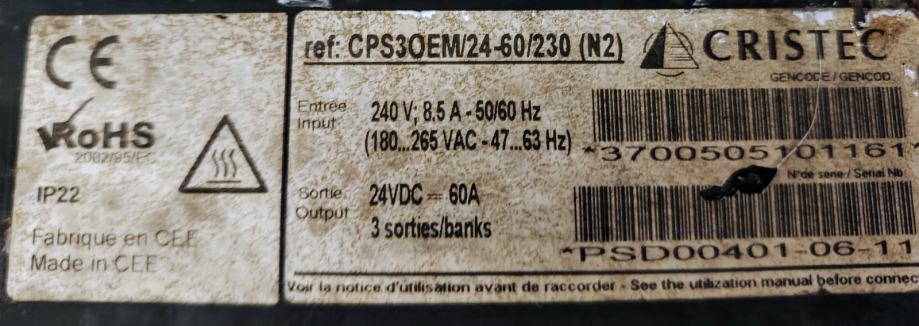 CE
RoHS
2002/95/EC
IP22
Fabriqué en CEE
Made in CEE
ref: CPS3OEM/24-60/230 (N2)
CRISTEC
GENCODE / GENCOD
Entrée
Input
240 V; 8.5 A - 50/60 Hz
(180...265 VAC - 47...63 Hz)
*3700505101161
N°de serie / Serial Nb
Sortie
Output
24VDC = 60A
3 sorties/banks
*PSD00401-06-11
Voir la notice d'utilisation avant de raccorder - See the utilization manual before connec